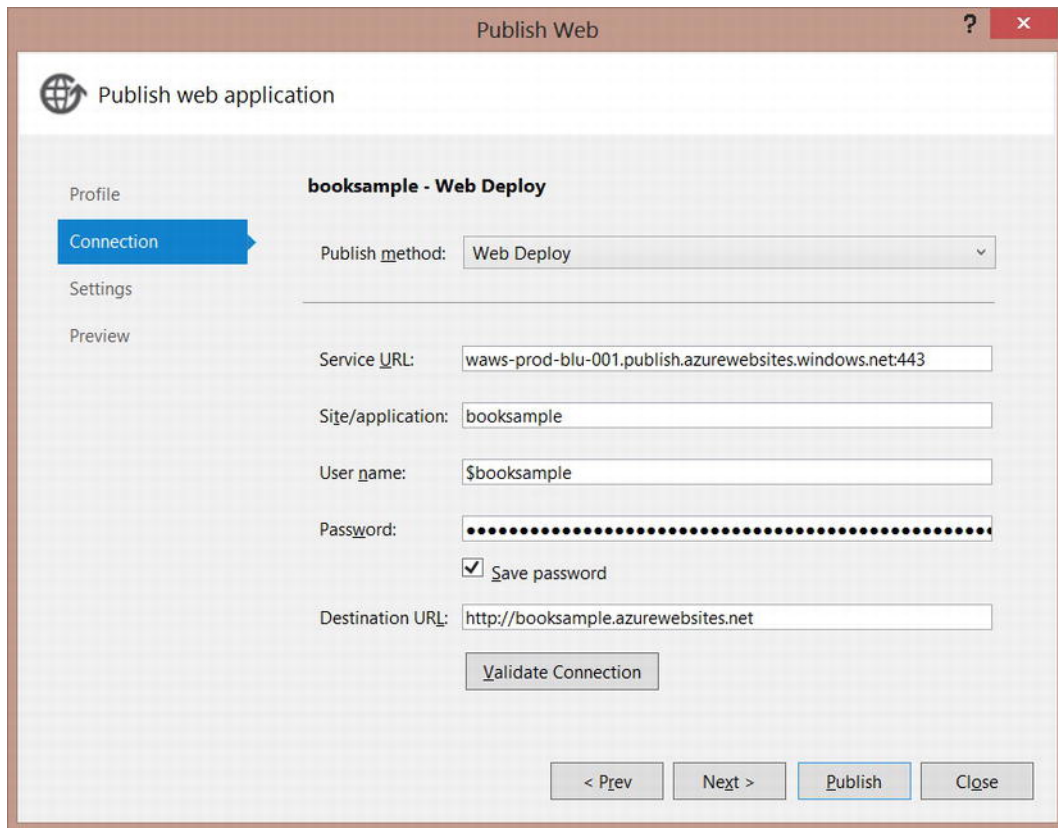 Publish Web
? ×
Publish web application
Profile
Connection
Settings
Preview
booksample - Web Deploy
Publish method: Web Deploy
Service URL: waws-prod-blu-001.publish.azurewebsites.windows.net:443
Site/application: booksample
User name: $booksample
Password: ••••••••••••••••••••••••••••••••••••••••••••••••••
Save password
Destination URL: http://booksample.azurewebsites.net
Validate Connection
< Prev Next > Publish Close